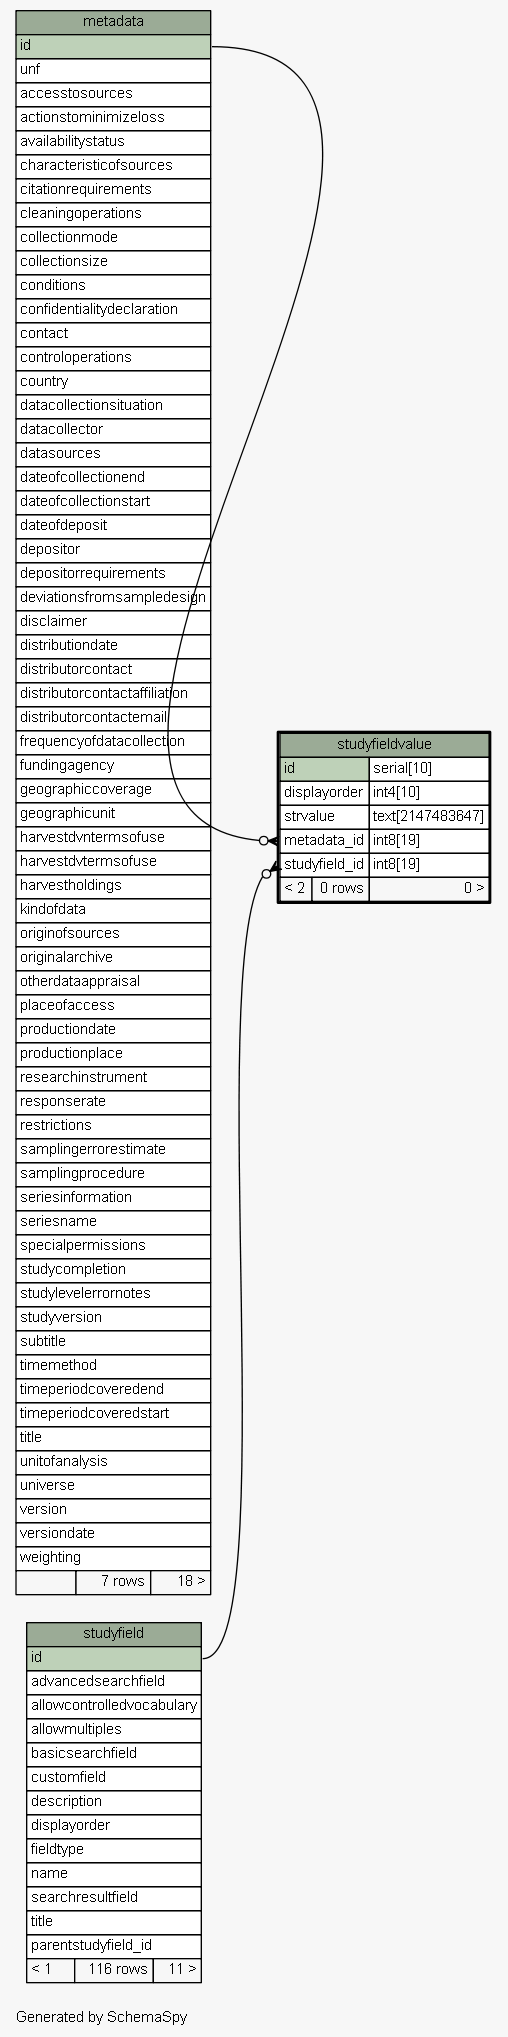 metadata
id
unf
accesstosources
actionstominimizeloss
availabilitystatus
characteristicofsources
citationrequirements
cleaningoperations
collectionmode
collectionsize
conditions
confidentialitydeclaration
contact
controloperations
country
datacollectionsituation
datacollector
datasources
dateofcollectionend
dateofcollectionstart
dateofdeposit
depositor
depositorrequirements
deviationsfromsampledesign
disclaimer
distributiondate
distributorcontact
distributorcontactaffiliation
distributorcontactemail
frequencyofdatacollection
fundingagency
geographiccoverage
geographicunit
harvestdvntermsofuse
harvestdvtermsofuse
harvestholdings
kindofdata
originofsources
originalarchive
otherdataappraisal
placeofaccess
productiondate
productionplace
researchinstrument
responserate
restrictions
samplingerrorestimate
samplingprocedure
seriesinformation
seriesname
specialpermissions
studycompletion
studylevelerrornotes
studyversion
subtitle
timemethod
timeperiodcoveredend
timeperiodcoveredstart
title
unitofanalysis
universe
version
versiondate
weighting
7 rows 18 >
studyfieldvalue
id serial[10]
displayorder int4[10]
strvalue text[2147483647]
metadata_id int8[19]
studyfield_id int8[19]
< 2 0 rows 0 >
studyfield
id
advancedsearchfield
allowcontrolledvocabulary
allowmultiples
basicsearchfield
customfield
description
displayorder
fieldtype
name
searchresultfield
title
parentstudyfield_id
< 1 116 rows 11 >
Generated by SchemaSpy